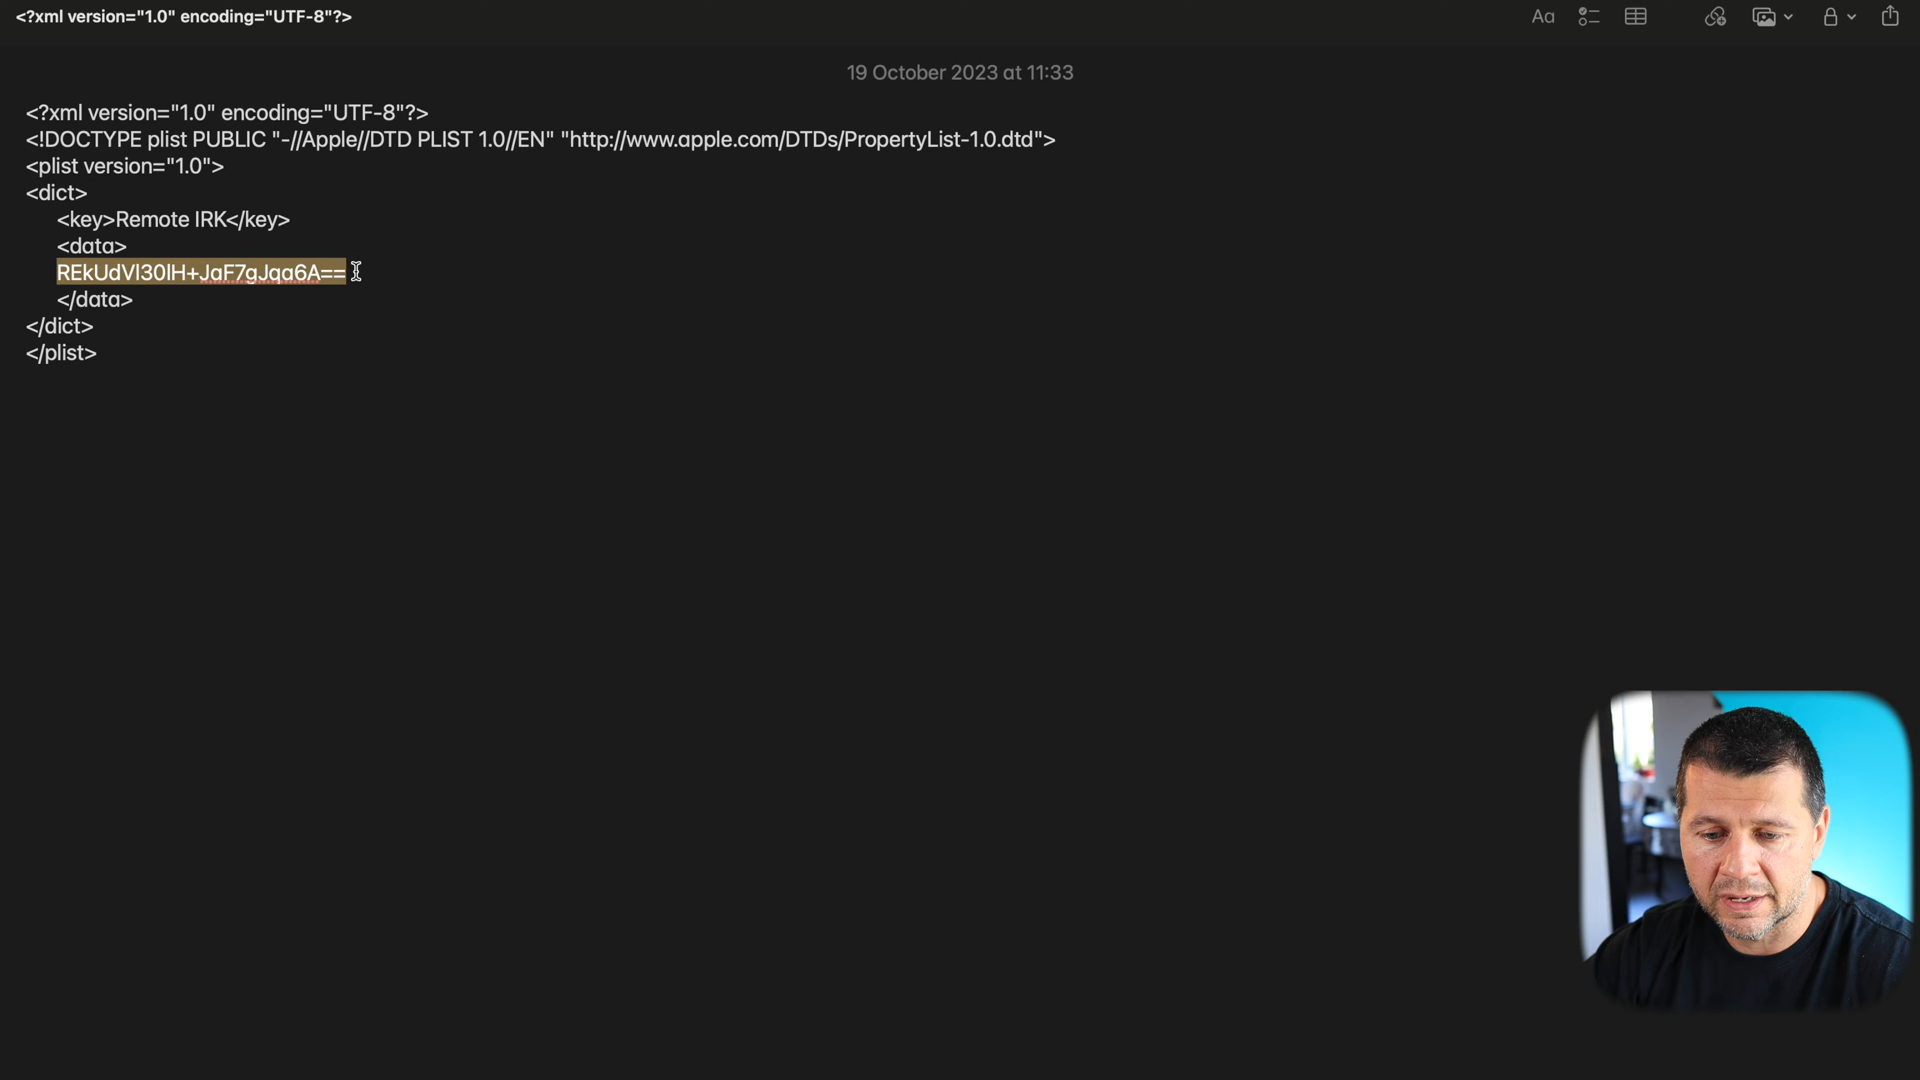 <?xml version="1.0" encoding="UTF-8"?>
Aa
19 October 2023 at 11:33
<?xml version="1.0" encoding="UTF-8"?>
<!DOCTYPE plist PUBLIC "-//Apple//DTD PLIST 1.0//EN" "http://www.apple.com/DTDs/PropertyList-1.0.dtd">
<plist version="1.0">
<dict>
<key>Remote IRK</key>
<data>
REkUdVl30lH+JaF7gJqa6A==
</data>
</dict>
</plist>